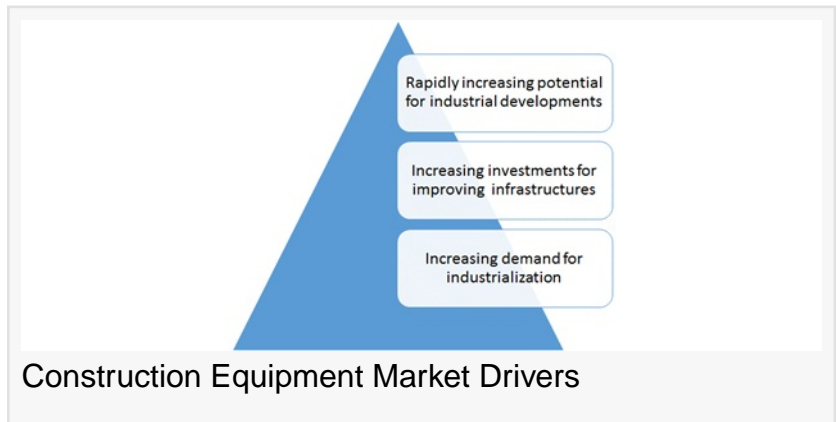 Rapidly increasing potential
for industrial developments
Increasing investments for
improving infrastructures
Increasing demand for
industrialization
Construction Equipment Market Drivers